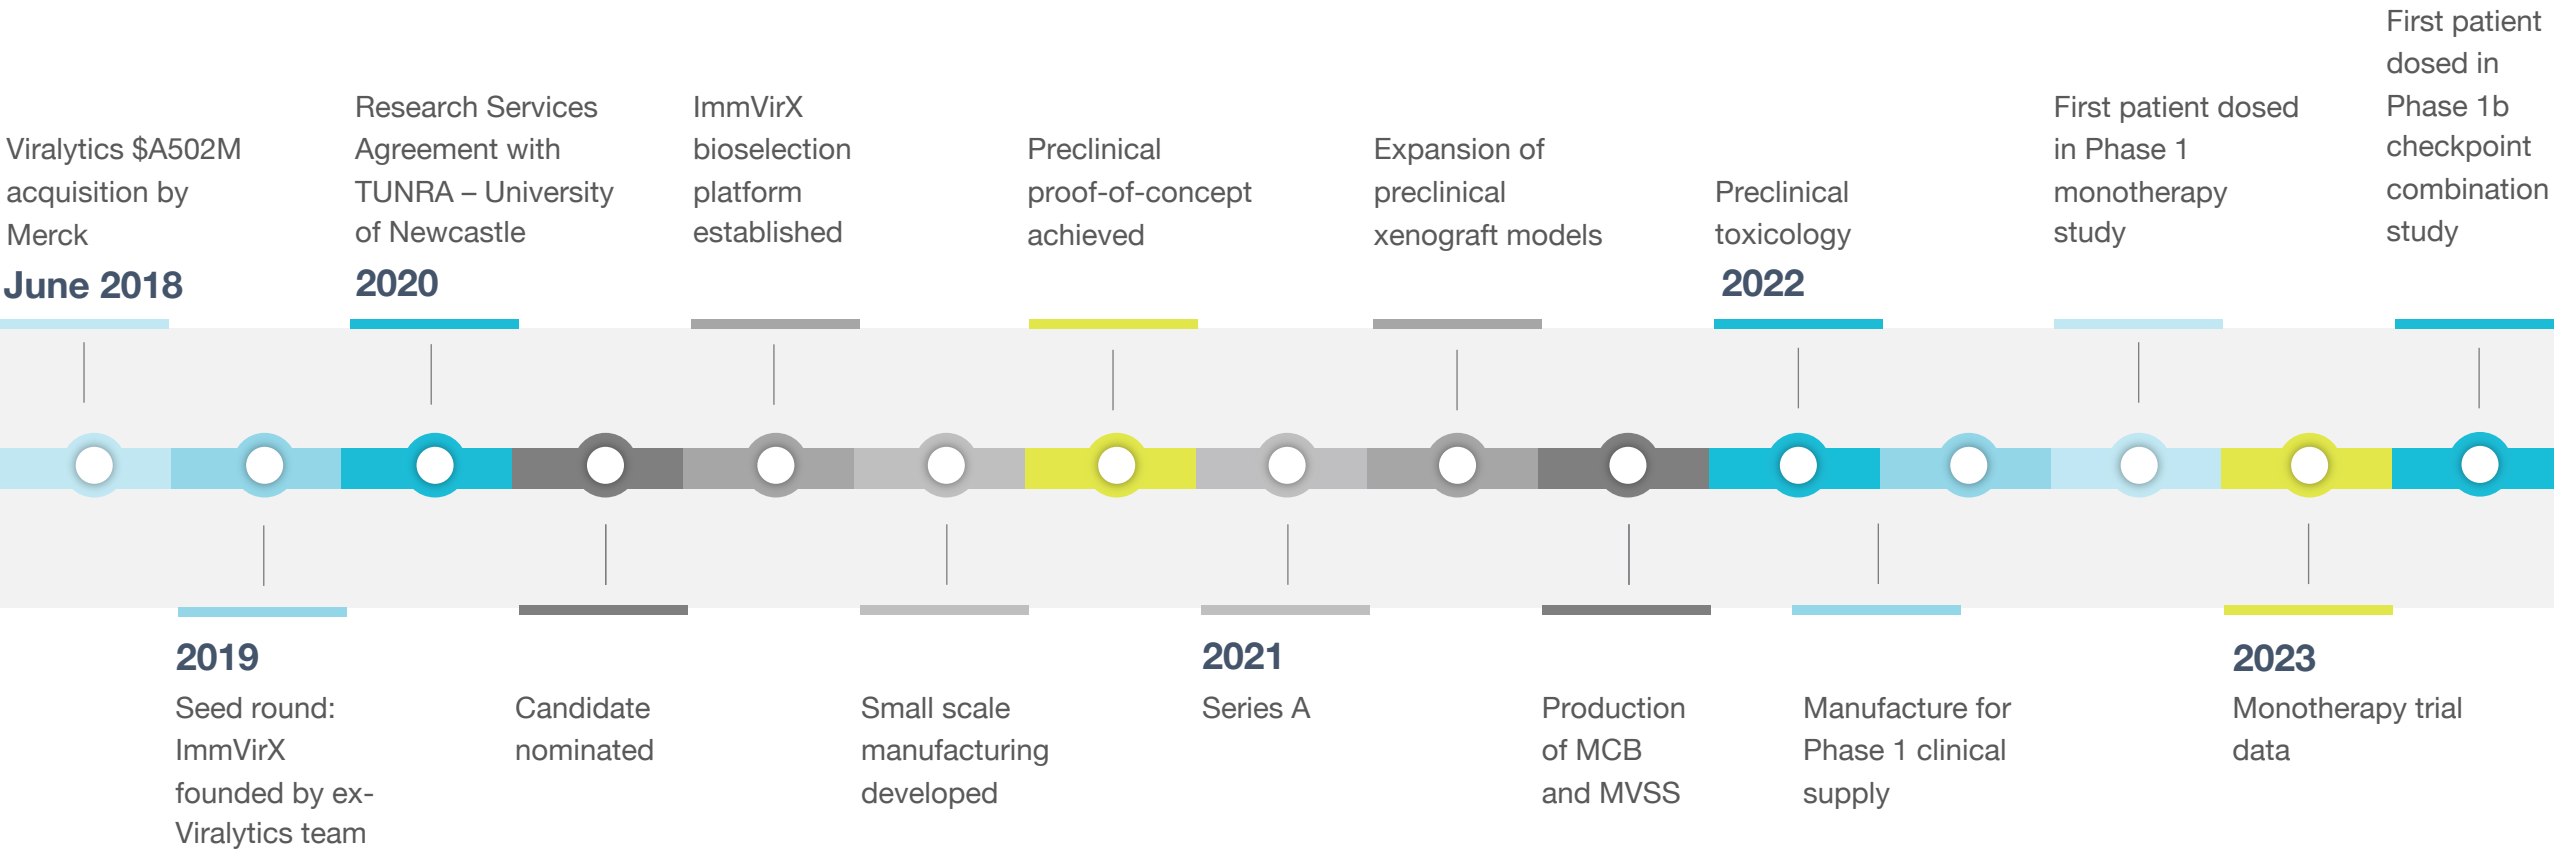 Viralytics $A502M
acquisition by
Merck
June 2018
2019
Seed round:
ImmVirX
founded by ex-
Viralytics team
Research Services
Agreement with
TUNRA – University
of Newcastle
2020
Candidate
nominated
ImmVirX
bioselection
platform
established
Small scale
manufacturing
developed
Preclinical
proof-of-concept
achieved
2021
Series A
Expansion of
preclinical
xenograft models
Production
of MCB
and MVSS
Preclinical
toxicology
2022
Manufacture for
Phase 1 clinical
supply
First patient dosed
in Phase 1
monotherapy
study
2023
Monotherapy trial
data
First patient
dosed in
Phase 1b
checkpoint
combination
study